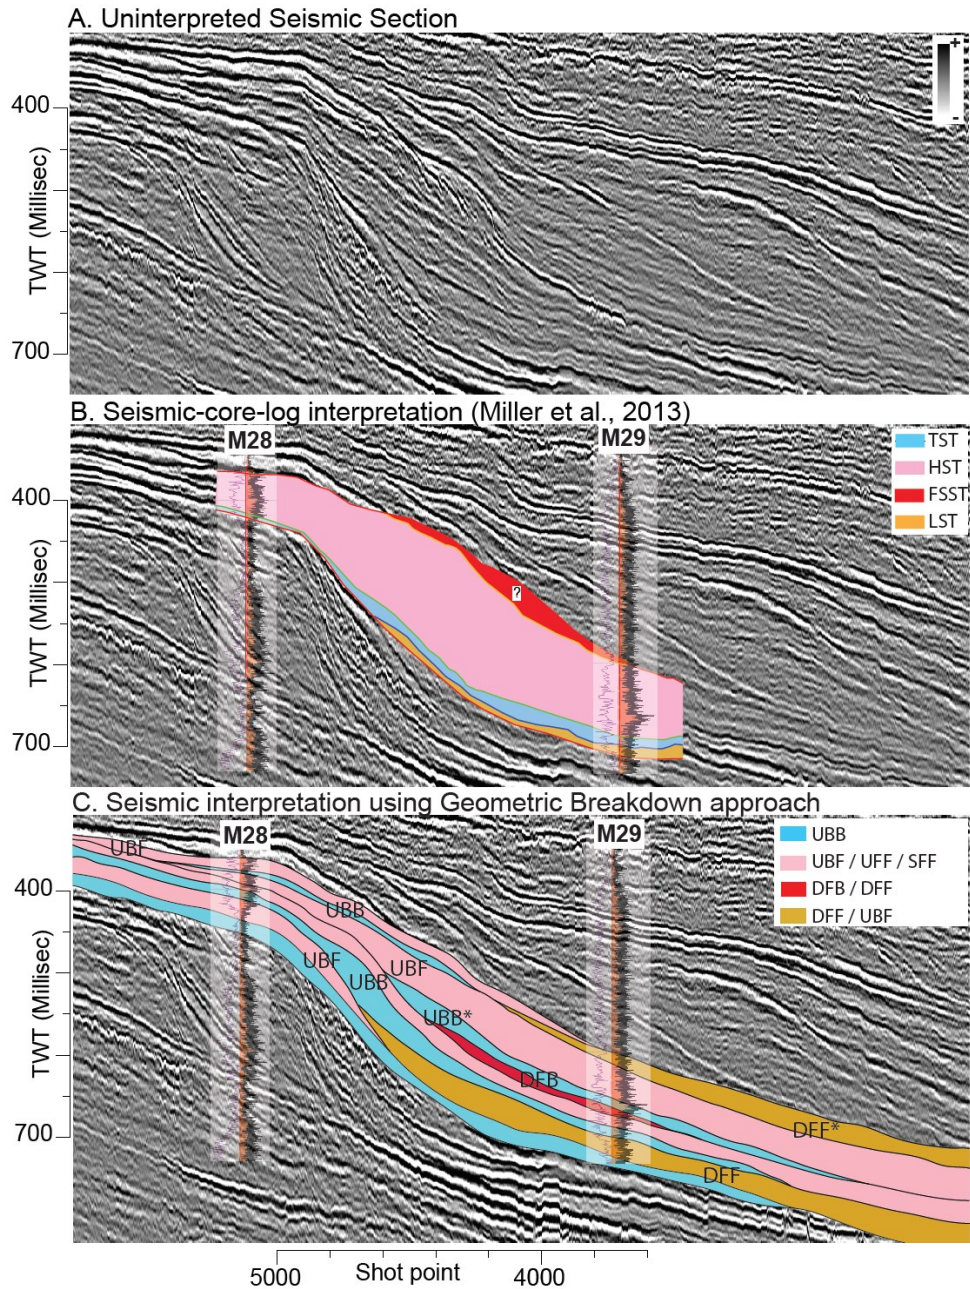 A. Uninterpreted Seismic Section
+
-
400
TWT (Millisec)
700
B. Seismic-core-log interpretation (Miller et al., 2013)
M28
M29
TST
HST
FSST
LST
400
?
TWT (Millisec)
700
C. Seismic interpretation using Geometric Breakdown approach
M28
M29
UBB
UBF / UFF / SFF
DFB / DFF
DFF / UBF
UBF
400
UBB
UBF
UBF
UBB
UBB*
TWT (Millisec)
DFB
700
DFF*
DFF
5000
Shot point
4000